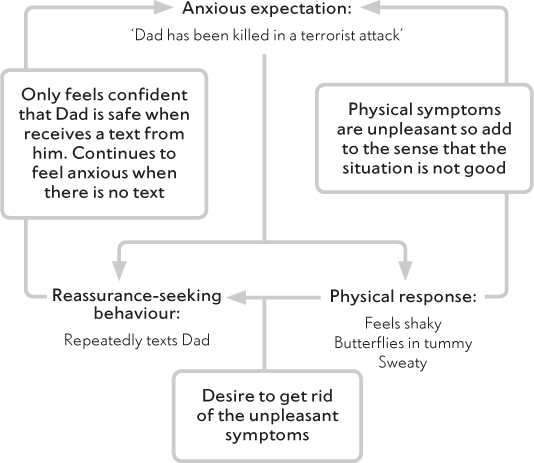 Anxious expectation:
'Dad has been killed in a terrorist attack'
Only feels confident
that Dad is safe when
receives a text from
him. Continues to
feel anxious when
there is no text
Physical symptoms
are unpleasant so add
to the sense that the
situation is not good
Reassurance-seeking
behaviour:
Repeatedly texts Dad
Physical response:
Feels shaky
Butterflies in tummy
Sweaty
Desire to get rid
of the unpleasant
symptoms